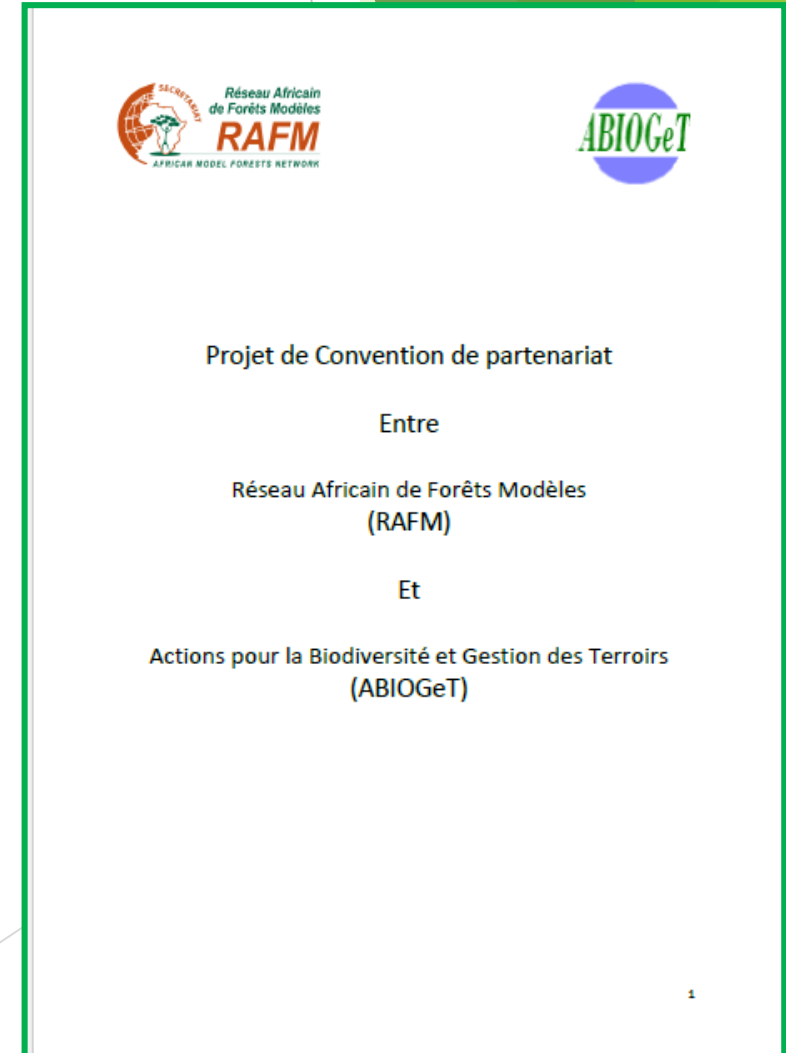 SECRETARIAT
Réseau Africain
de Forêts Modèles
RAFM
AFRICAN MODEL FORESTS NETWORK
ABIOGeT
Projet de Convention de partenariat
Entre
Réseau Africain de Forêts Modèles
(RAFM)
Et
Actions pour la Biodiversité et Gestion des Terroirs
(ABIOGeT)
1